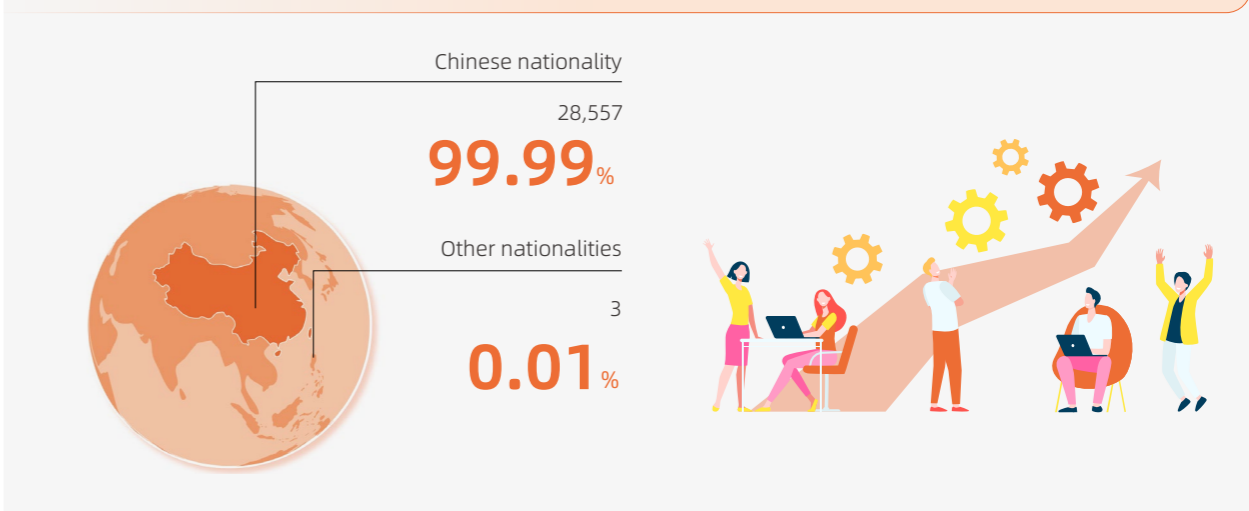 Chinese nationality
28,557
99.99%
Other nationalities
3
0.01%